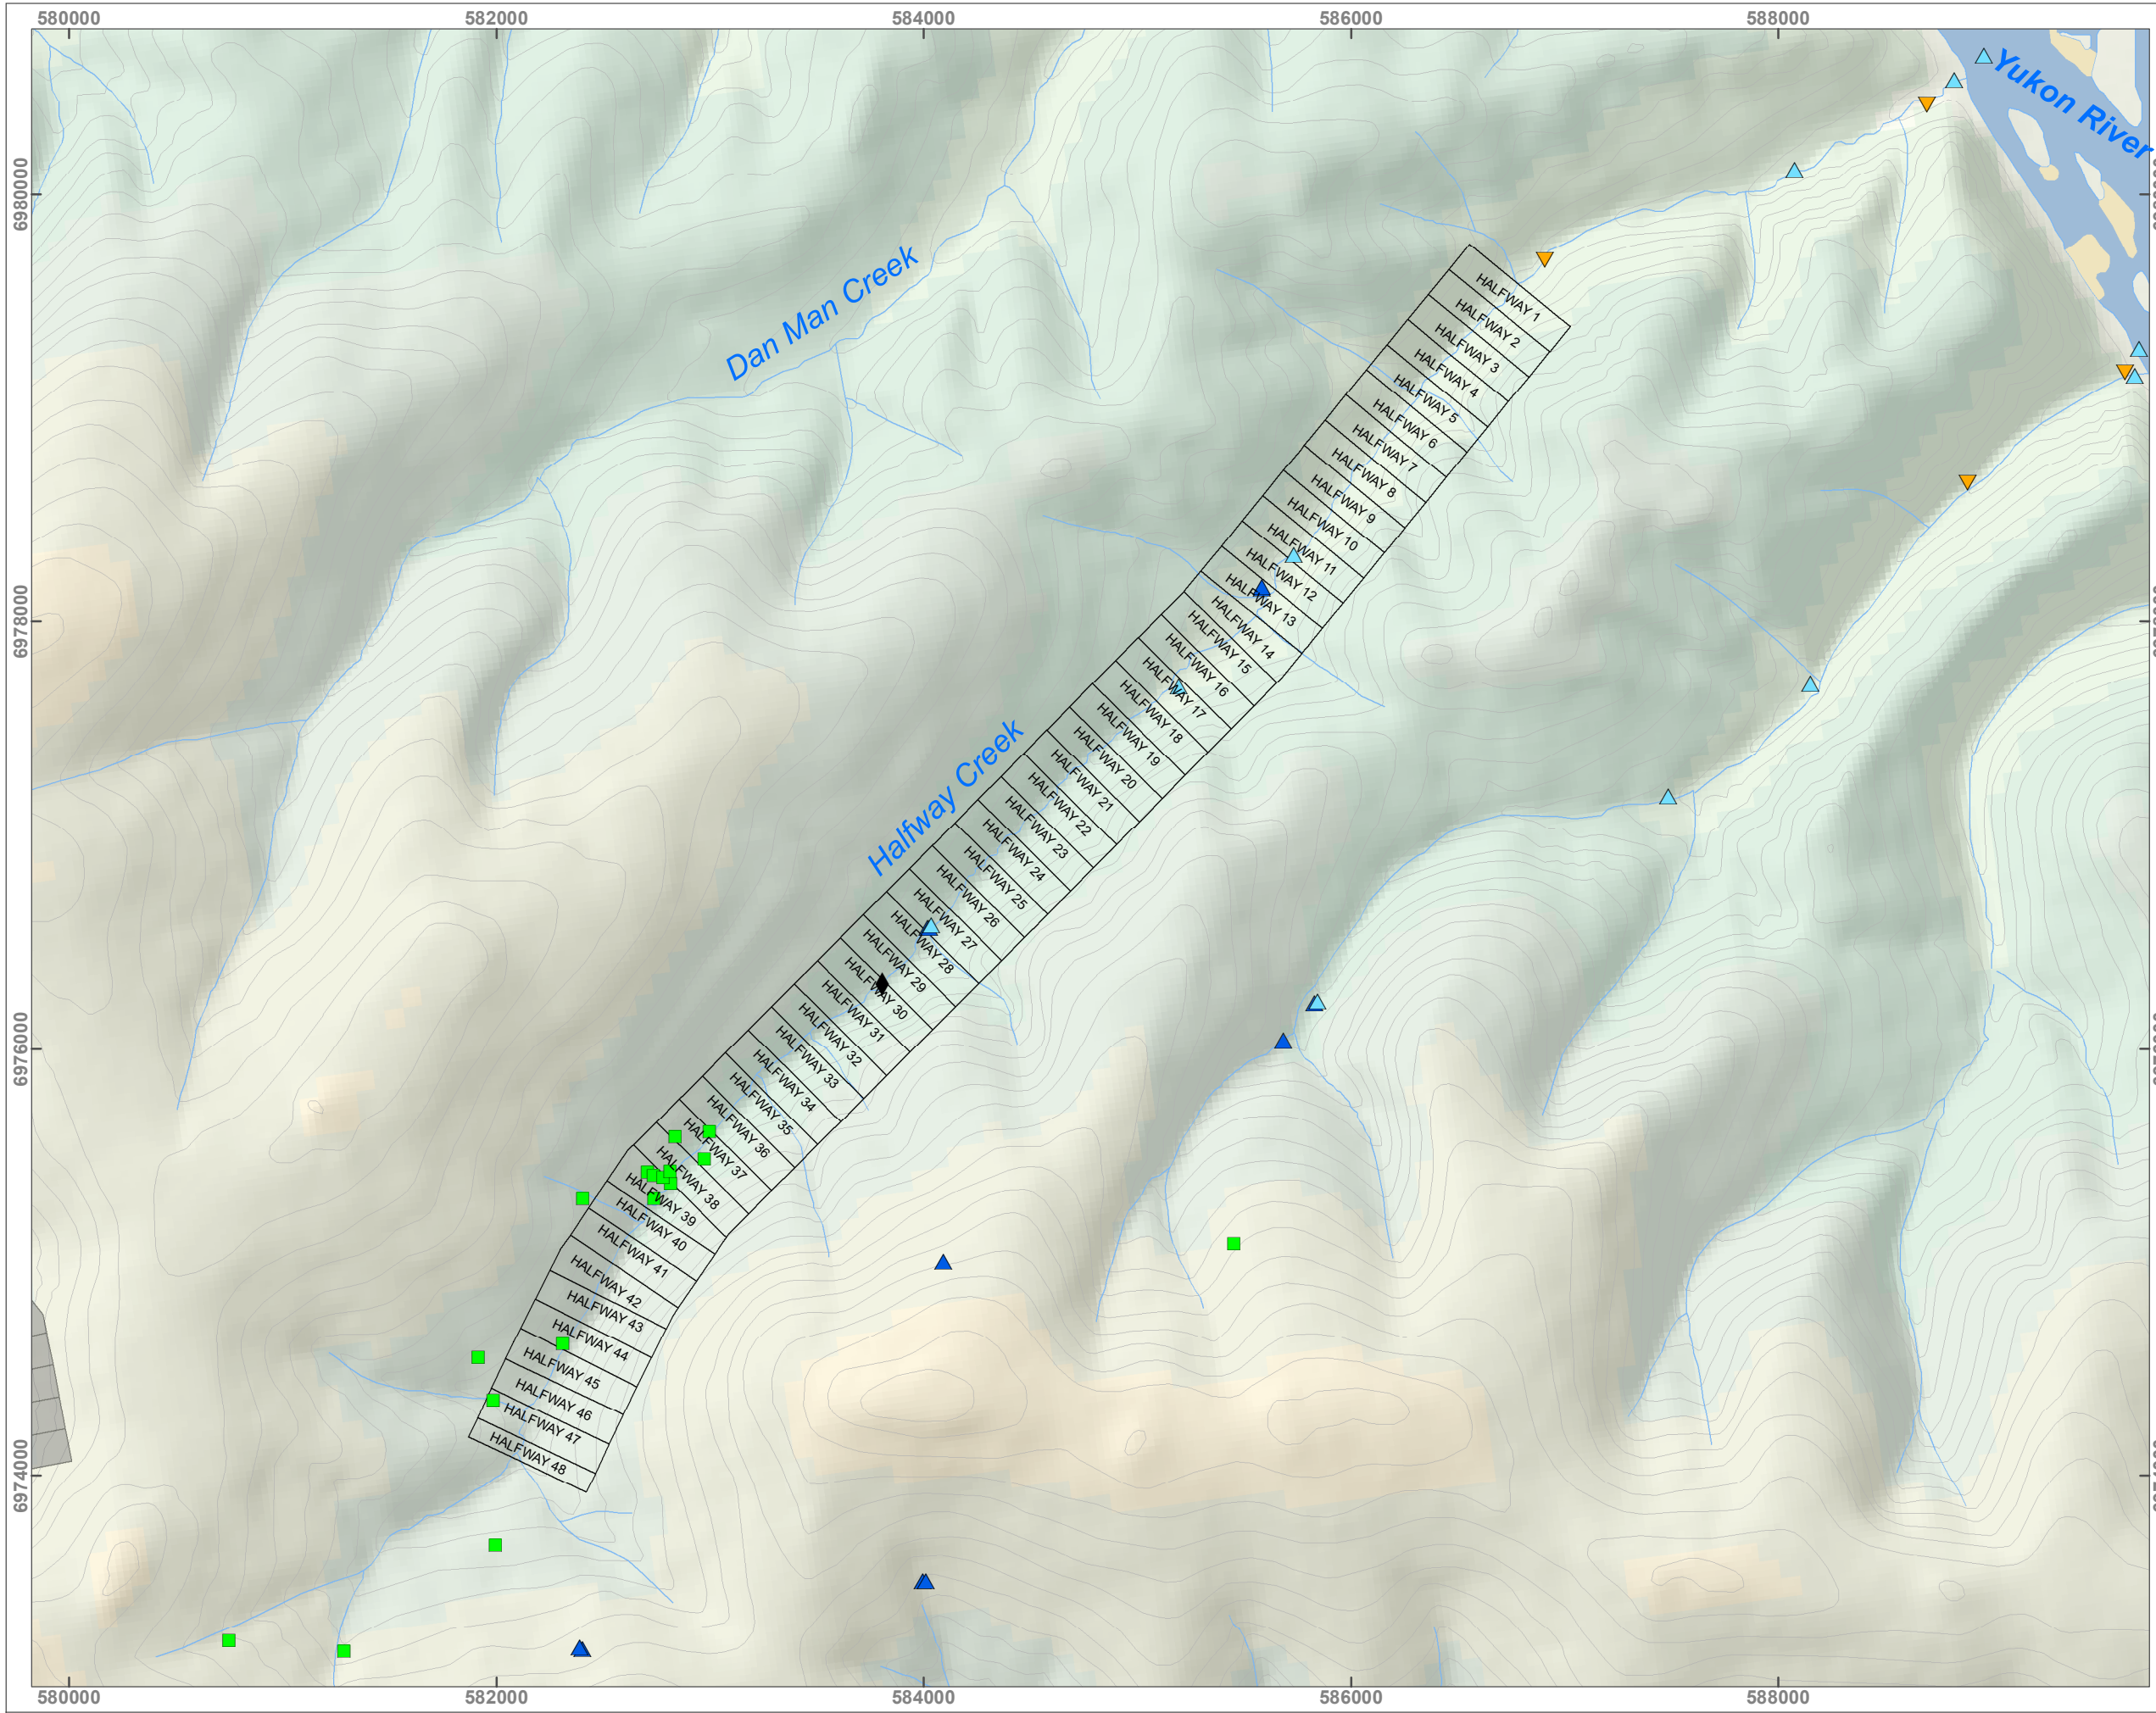 580000 582000 584000 586000 588000
Yukon River
6980000
Dan Man Creek
HALFWAY 1
HALFWAY 2
HALFWAY 3
HALFWAY 4
HALFWAY 5
HALFWAY 6
HALFWAY 7
HALFWAY 8
HALFWAY 9
HALFWAY 10
HALFWAY 11
HALFWAY 12
HALFWAY 13
6978000
HALFWAY 14
HALFWAY 15
HALFWAY 16
HALFWAY 17
HALFWAY 18
HALFWAY 19
HALFWAY 20
Halfway Creek
HALFWAY 21
HALFWAY 22
HALFWAY 23
HALFWAY 24
HALFWAY 25
HALFWAY 26
HALFWAY 27
HALFWAY 28
HALFWAY 29
HALFWAY 30
HALFWAY 31
6976000
HALFWAY 32
HALFWAY 33
HALFWAY 34
HALFWAY 35
HALFWAY 36
HALFWAY 37
HALFWAY 38
HALFWAY 39
HALFWAY 40
HALFWAY 41
HALFWAY 42
HALFWAY 43
HALFWAY 44
HALFWAY 45
HALFWAY 46
HALFWAY 47
HALFWAY 48
6974000
580000 582000 584000 586000 588000